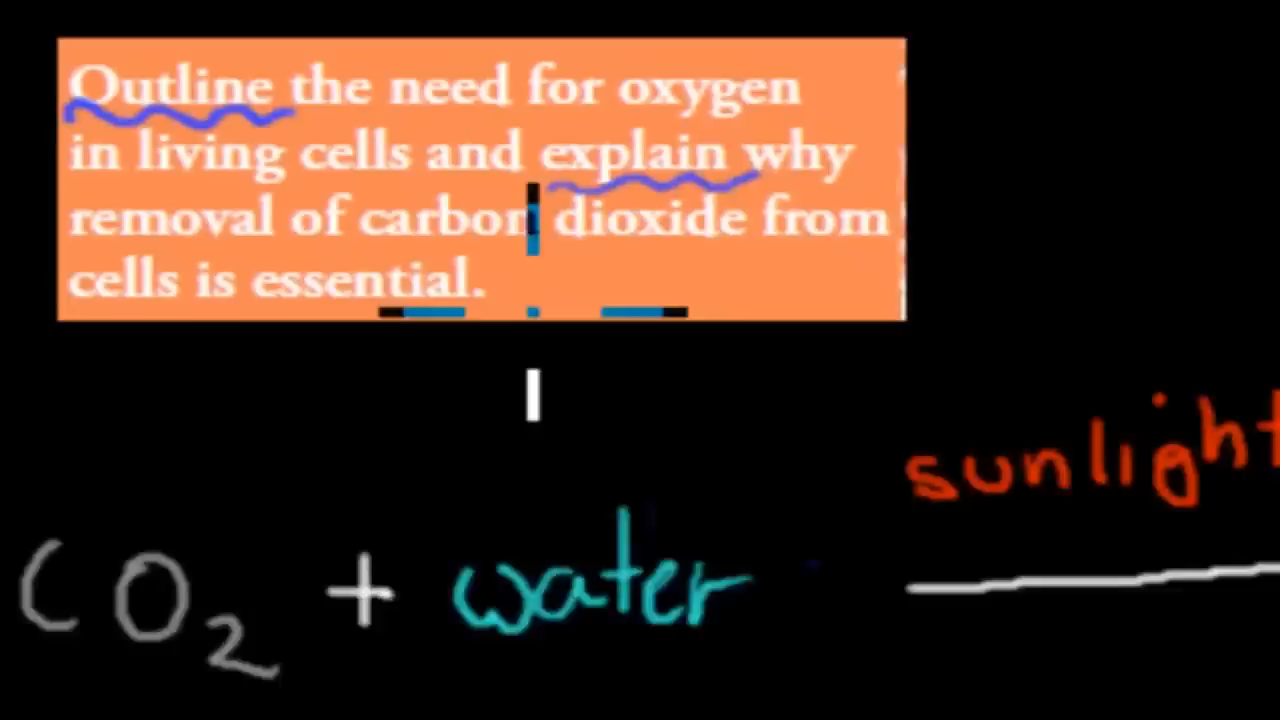 Outline the need for oxygen
in living cells and explain why
removal of carbon dioxide from
cells is essential.
sunlight
CO₂ + water